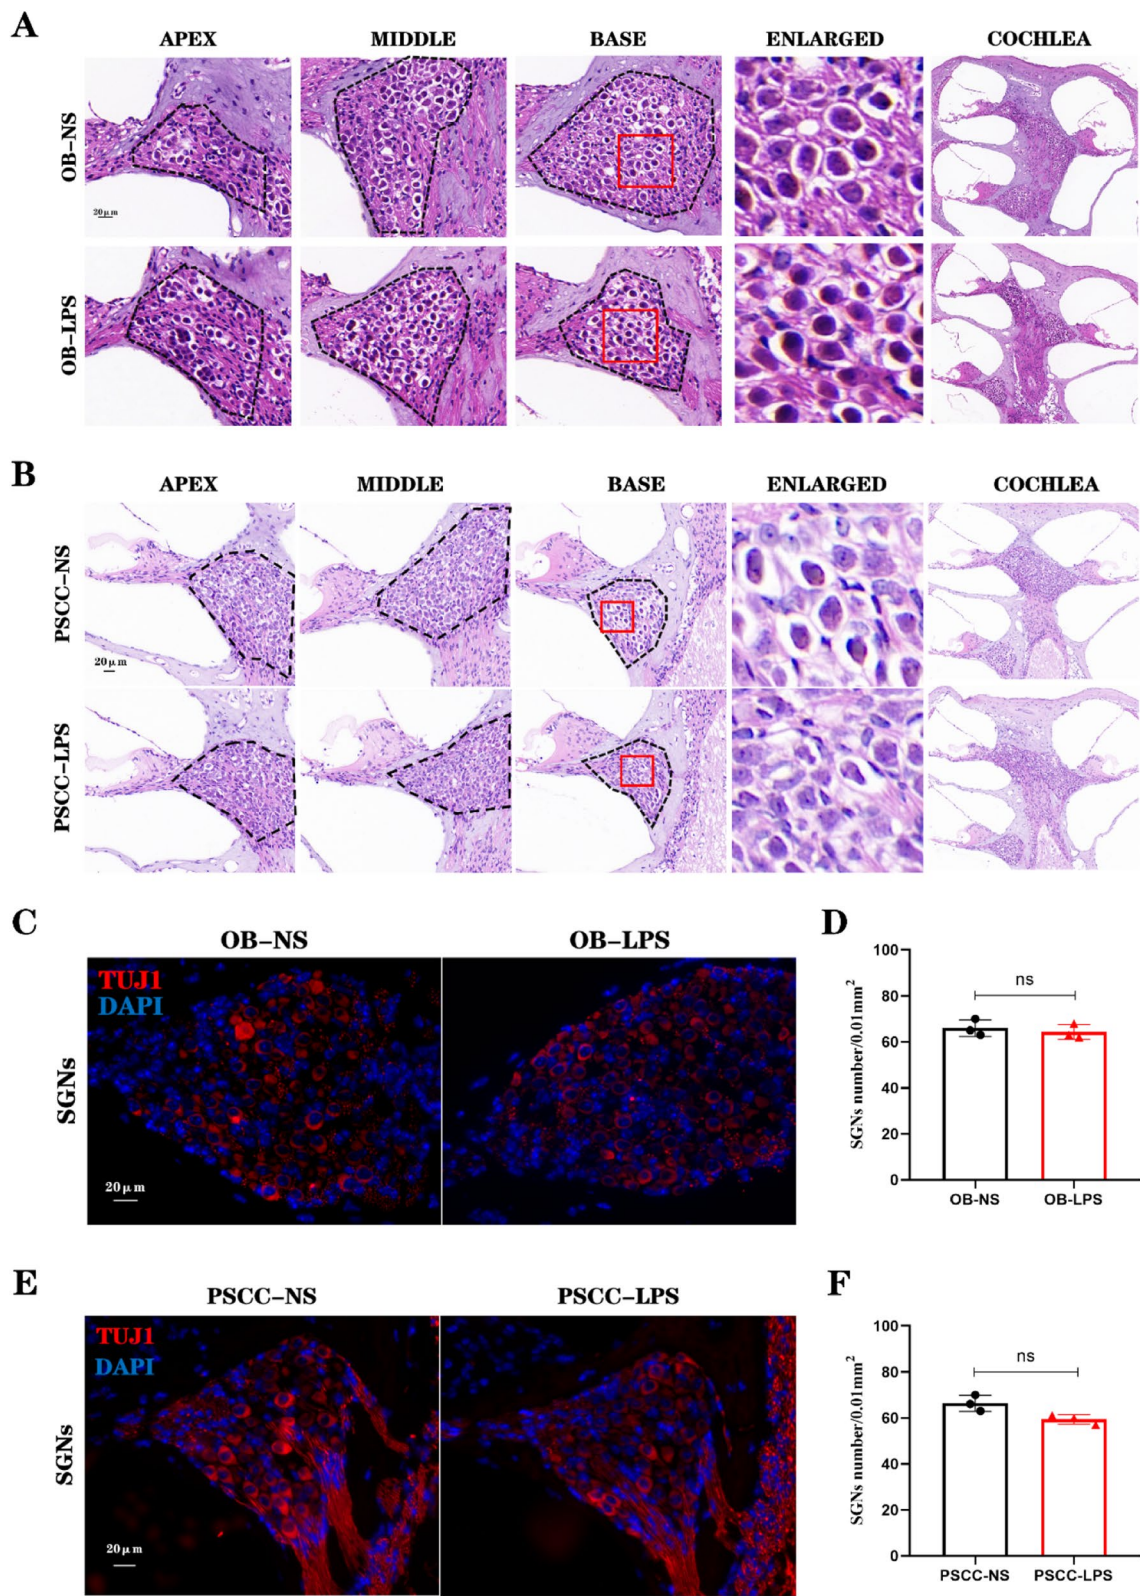 A
APEX MIDDLE BASE ENLARGED COCHLEA
OB-NS
20μm
OB-LPS
B
APEX MIDDLE BASE ENLARGED COCHLEA
PSCC-NS
20μm
PSCC-LPS
C
OB-NS OB-LPS
TUJ1
DAPI
SGNs
20μm
D
SGNs number/0.01mm²
100
80
60
40
20
0
ns
OB-NS OB-LPS
E
PSCC-NS PSCC-LPS
TUJ1
DAPI
SGNs
20μm
F
SGNs number/0.01mm²
100
80
60
40
20
0
ns
PSCC-NS PSCC-LPS